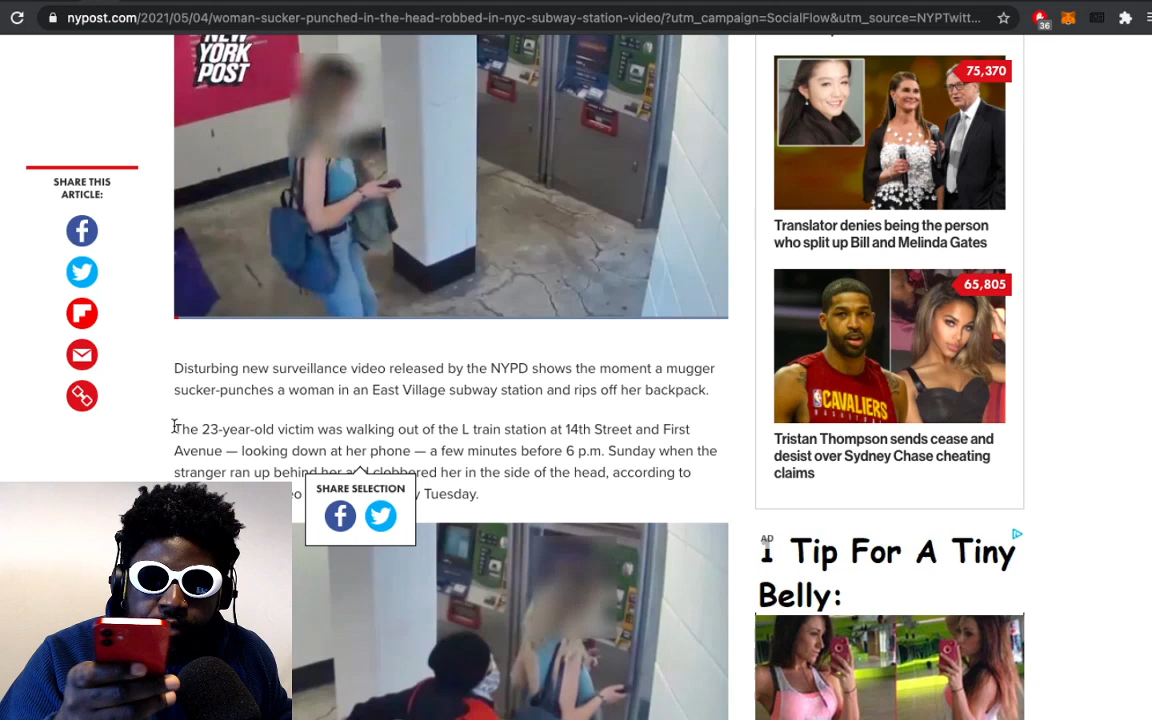 nypost.com/2021/05/04/woman-sucker-punched-in-the-head-robbed-in-nyc-subway-station-video/?utm_campaign=SocialFlow&utm_source=NYPTwitt...
36
NEW
YORK
POST
SHARE THIS
ARTICLE:
Disturbing new surveillance video released by the NYPD shows the moment a mugger
sucker-punches a woman in an East Village subway station and rips off her backpack.
The 23-year-old victim was walking out of the L train station at 14th Street and First
Avenue — looking down at her phone — a few minutes before 6 p.m. Sunday when the
stranger ran up behind her and clobbered her in the side of the head, according to
Tuesday.
SHARE SELECTION
75,370
Translator denies being the person
who split up Bill and Melinda Gates
65,805
CAVALIERS
Tristan Thompson sends cease and
desist over Sydney Chase cheating
claims
AD
1 Tip For A Tiny
Belly: